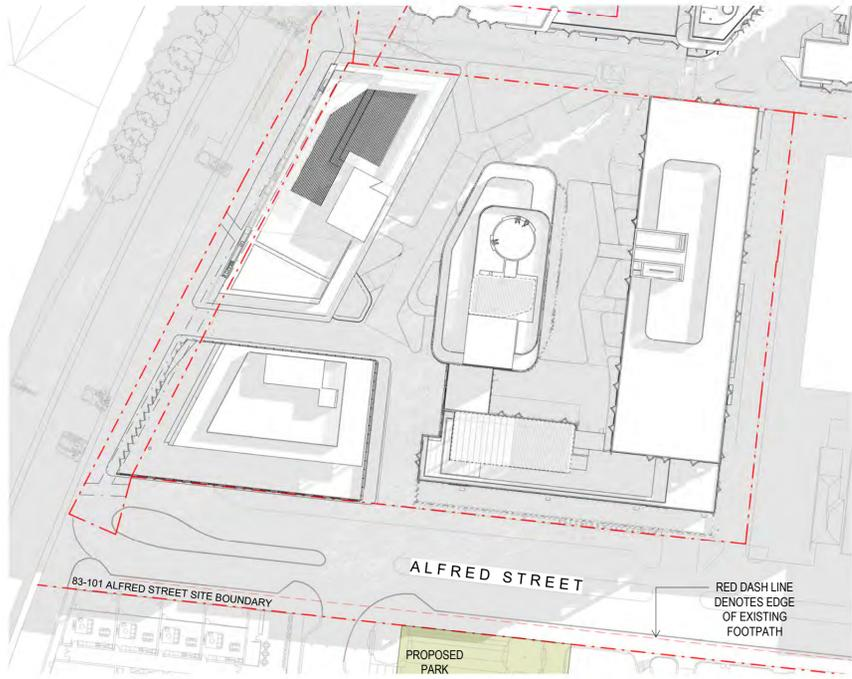 ALFRED STREET
83-101 ALFRED STREET SITE BOUNDARY
RED DASH LINE
DENOTES EDGE
OF EXISTING
FOOTPATH
PROPOSED
PARK